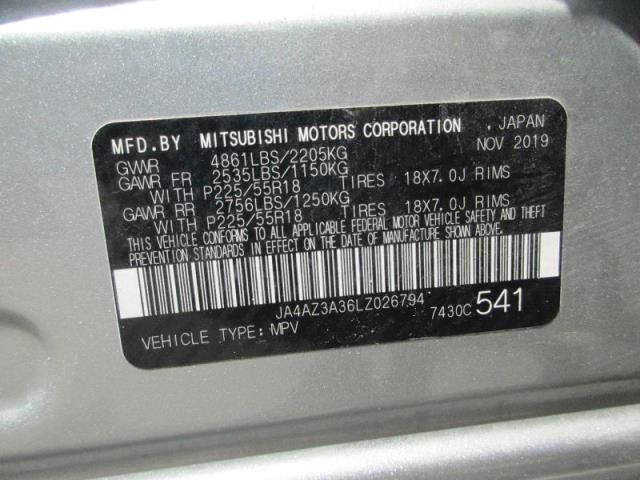 MFD.BY MITSUBISHI MOTORS CORPORATION , JAPAN
GVWR 4861LBS/2205KG NOV 2019
GAWR FR 2535LBS/1150KG
WITH P225/55R18 TIRES 18X7.0J RIMS
GAWR RR 2756LBS/1250KG
WITH P225/55R18 TIRES 18X7.0J RIMS
THIS VEHICLE CONFORMS TO ALL APPLICABLE FEDERAL MOTOR VEHICLE SAFETY AND THEFT
PREVENTION STANDARDS IN EFFECT ON THE DATE OF MANUFACTURE SHOWN ABOVE.
JA4AZ3A36LZ026794
7430C 541
VEHICLE TYPE: MPV